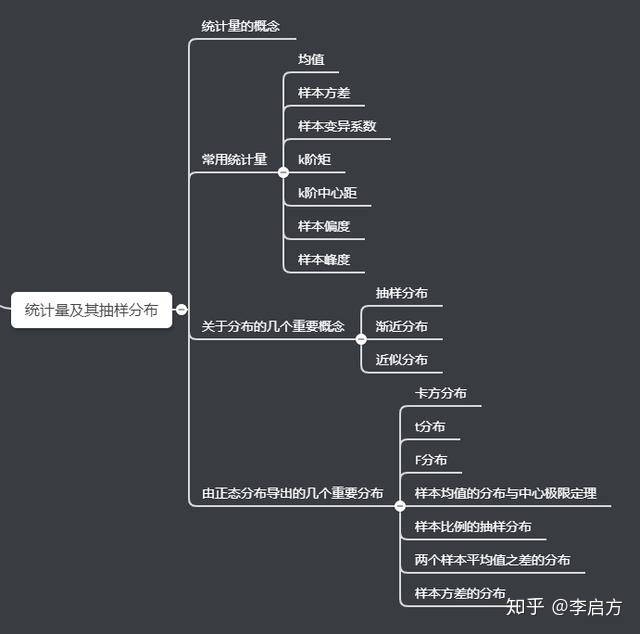 统计量的概念
均值
样本方差
样本变异系数
常用统计量
k阶矩
k阶中心距
样本偏度
样本峰度
统计量及其抽样分布
抽样分布
关于分布的几个重要概念
渐近分布
近似分布
卡方分布
t分布
F分布
由正态分布导出的几个重要分布
样本均值的分布与中心极限定理
样本比例的抽样分布
两个样本平均值之差的分布
样本方差的分布
知乎 @李启方